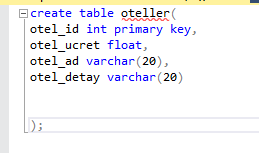 create table oteller(
otel_id int primary key,
otel_ucret float,
otel_ad varchar(20),
otel_detay varchar(20)
);